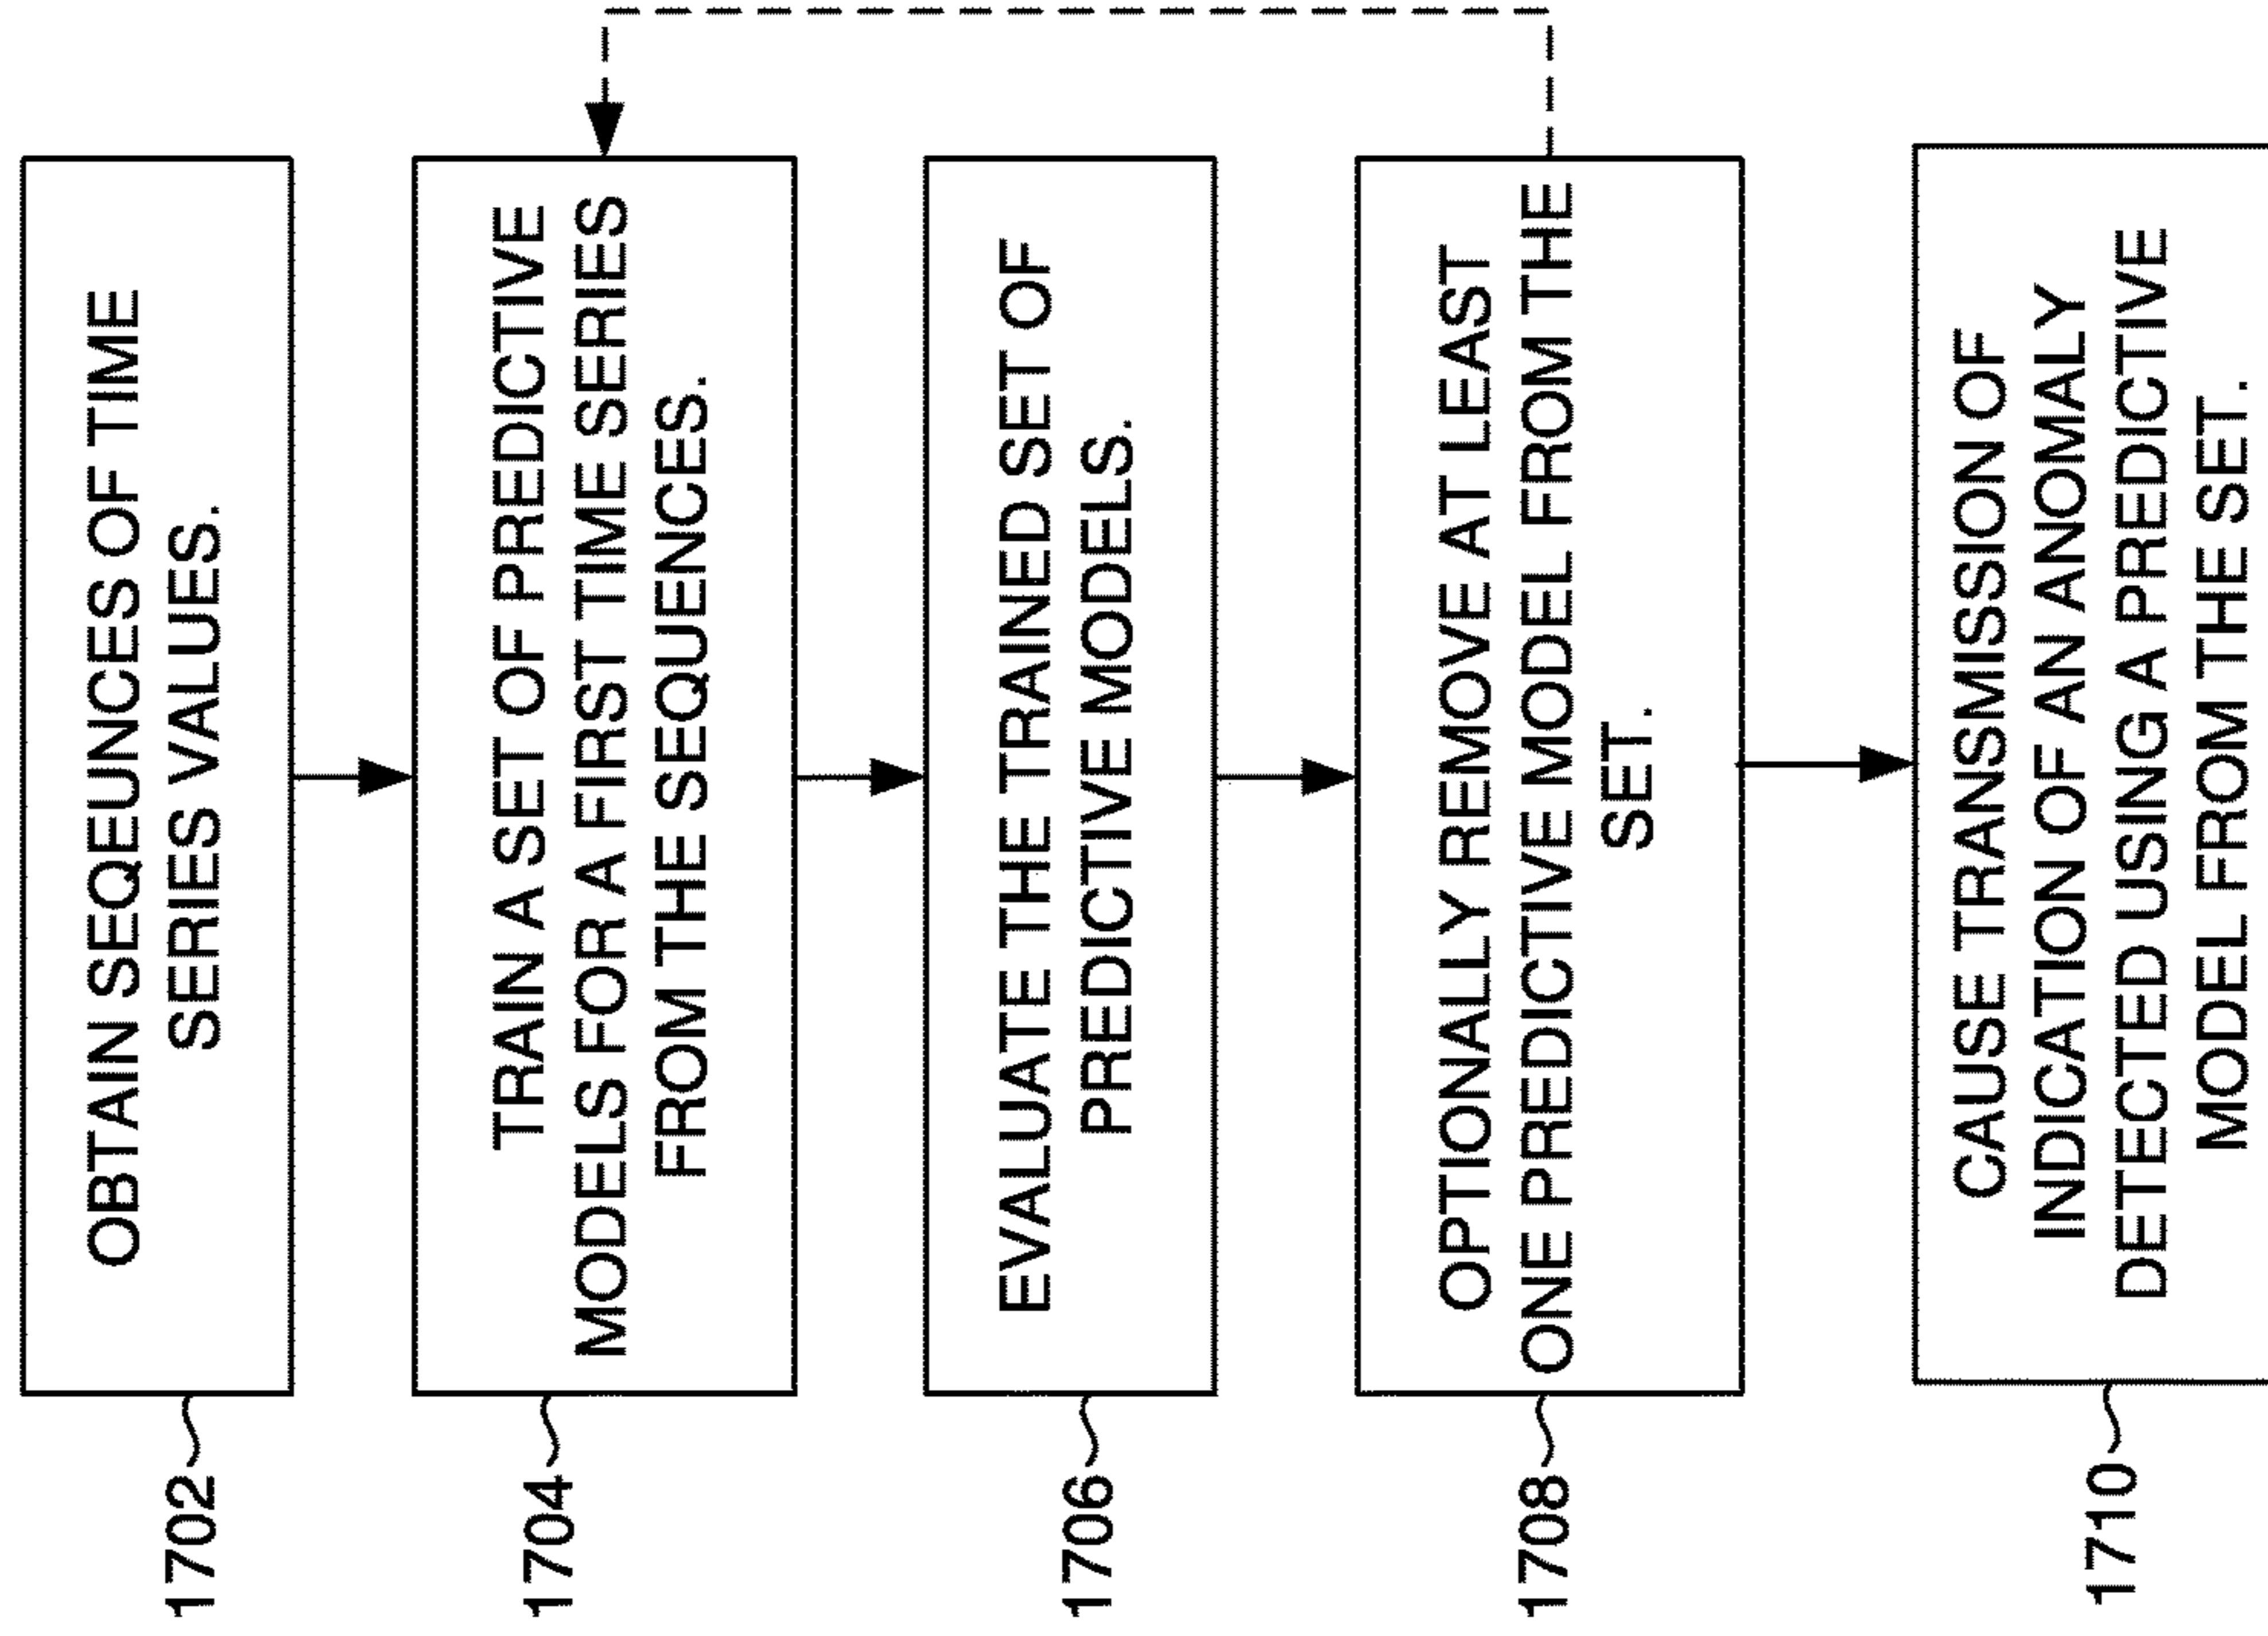 1702
OBTAIN SEQEUNCES OF TIME
SERIES VALUES.
1704
TRAIN A SET OF PREDICTIVE
MODELS FOR A FIRST TIME SERIES
FROM THE SEQUENCES.
1706
EVALUATE THE TRAINED SET OF
PREDICTIVE MODELS.
1708
OPTIONALLY REMOVE AT LEAST
ONE PREDICTIVE MODEL FROM THE
SET.
1710
CAUSE TRANSMISSION OF
INDICATION OF AN ANOMALY
DETECTED USING A PREDICTIVE
MODEL FROM THE SET.